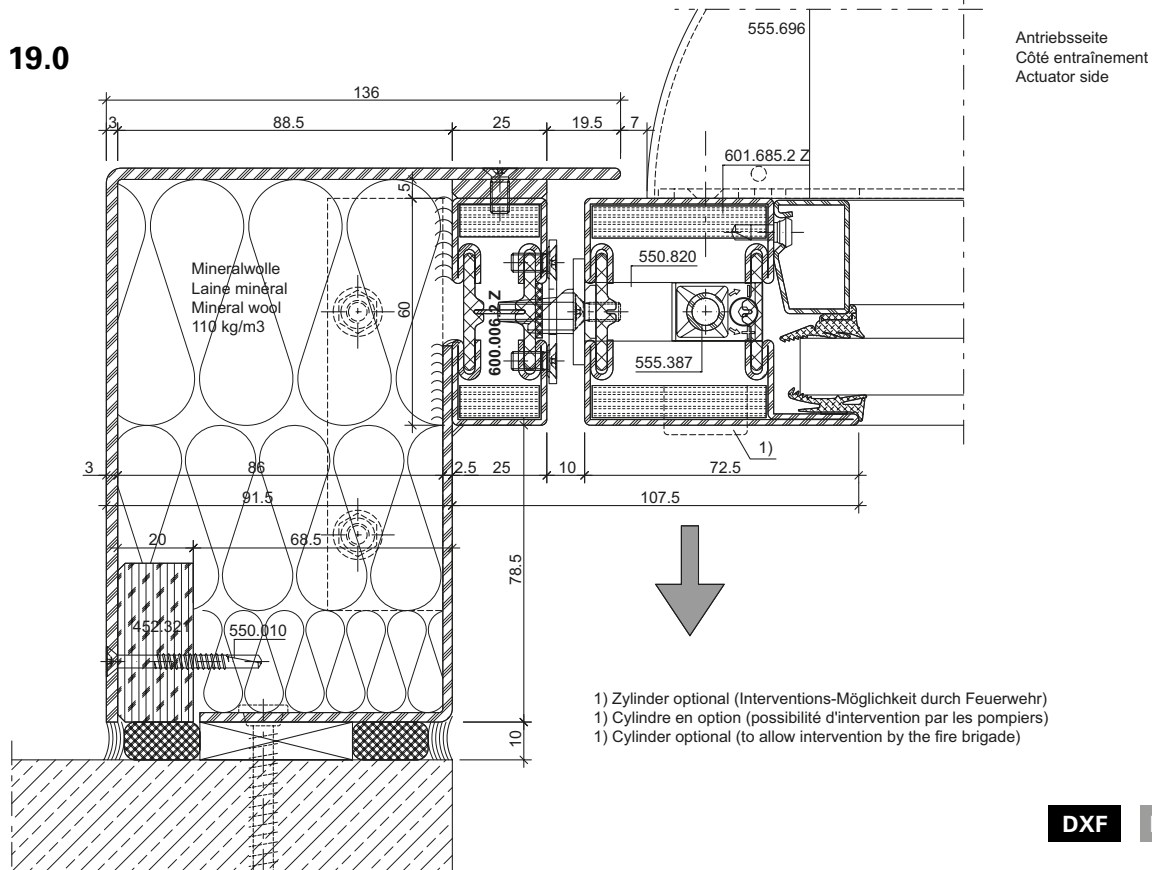 555.696
Antriebsseite
Côté entraînement
Actuator side
19.0
136
3
88.5
25
19.5
7
601.685.2 Z
5
Mineralwolle
Laine minéral
Mineral wool
110 kg/m3
60
600.006.2 Z
550.820
555.387
1)
3
86
2.5
25
10
72.5
91.5
107.5
20
68.5
78.5
452.321
550.010
10
1) Zylinder optional (Interventions-Möglichkeit durch Feuerwehr)
1) Cylindre en option (possibilité d'intervention par les pompiers)
1) Cylinder optional (to allow intervention by the fire brigade)
DXF